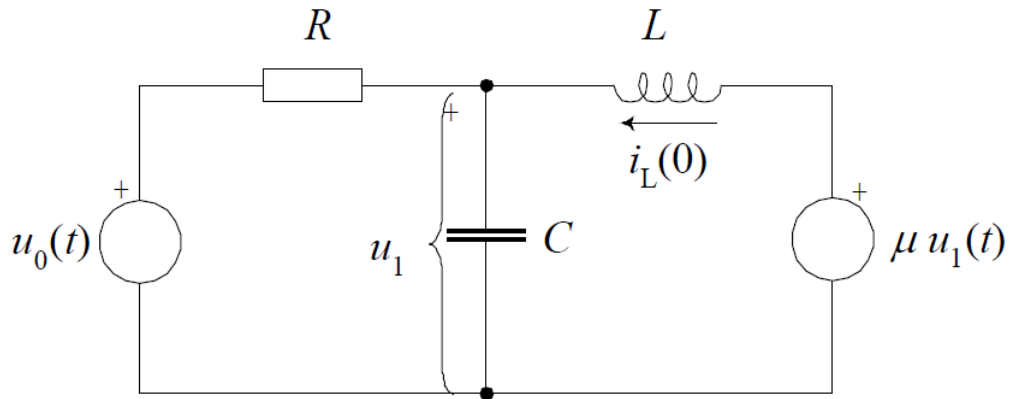 R
L
+
i_L(0)
+
+
u_0(t)
u_1
C
μ u_1(t)